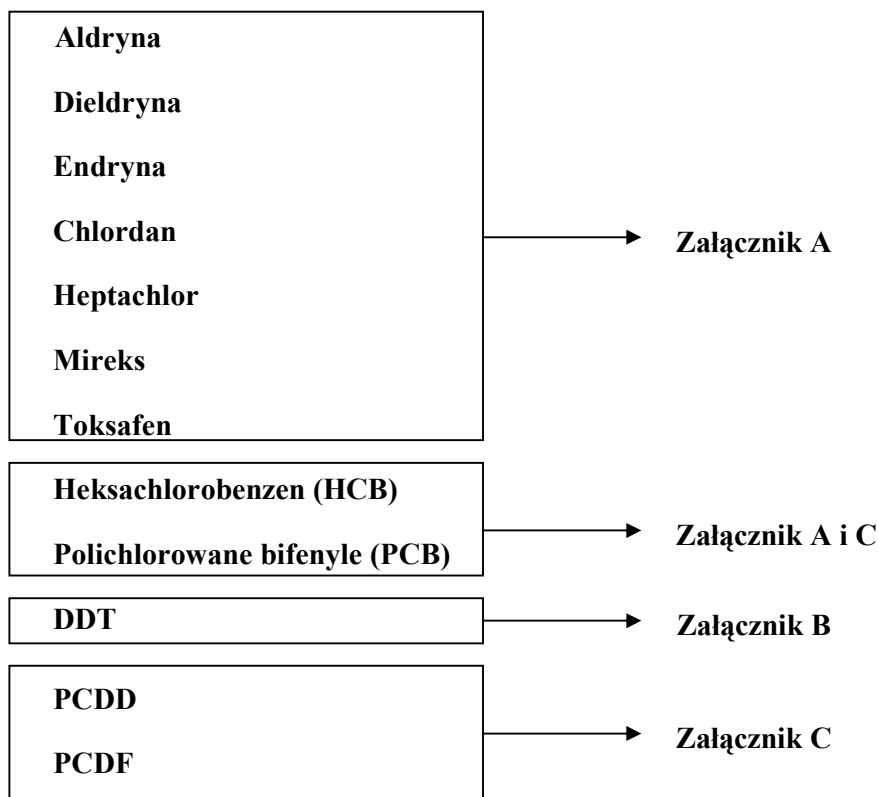 Aldryna
Dieldryna
Endryna
Chlordan
Heptachlor
Mireks
Toksafen
Załącznik A
Heksachlorobenzen (HCB)
Polichlorowane bifenyle (PCB)
Załącznik A i C
DDT
Załącznik B
PCDD
PCDF
Załącznik C